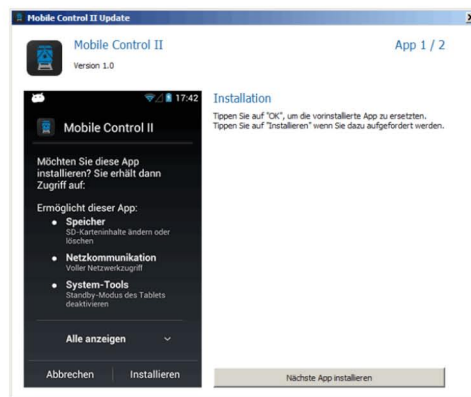 Mobile Control II Update
Mobile Control II
App 1 / 2
Version 1.0
17:42
Mobile Control II
Möchten Sie diese App
installieren? Sie erhält dann
Zugriff auf:
Ermöglicht dieser App:
Speicher
SD-Karteninhalte ändern oder
löschen
Netzkommunikation
Voller Netzwerkzugriff
System-Tools
Standby-Modus des Tablets
deaktivieren
Alle anzeigen
Abbrechen
Installieren
Installation
Tippen Sie auf "OK", um die vorinstallierte App zu ersetzten.
Tippen Sie auf "Installieren" wenn Sie dazu aufgefordert werden.
Nächste App installieren